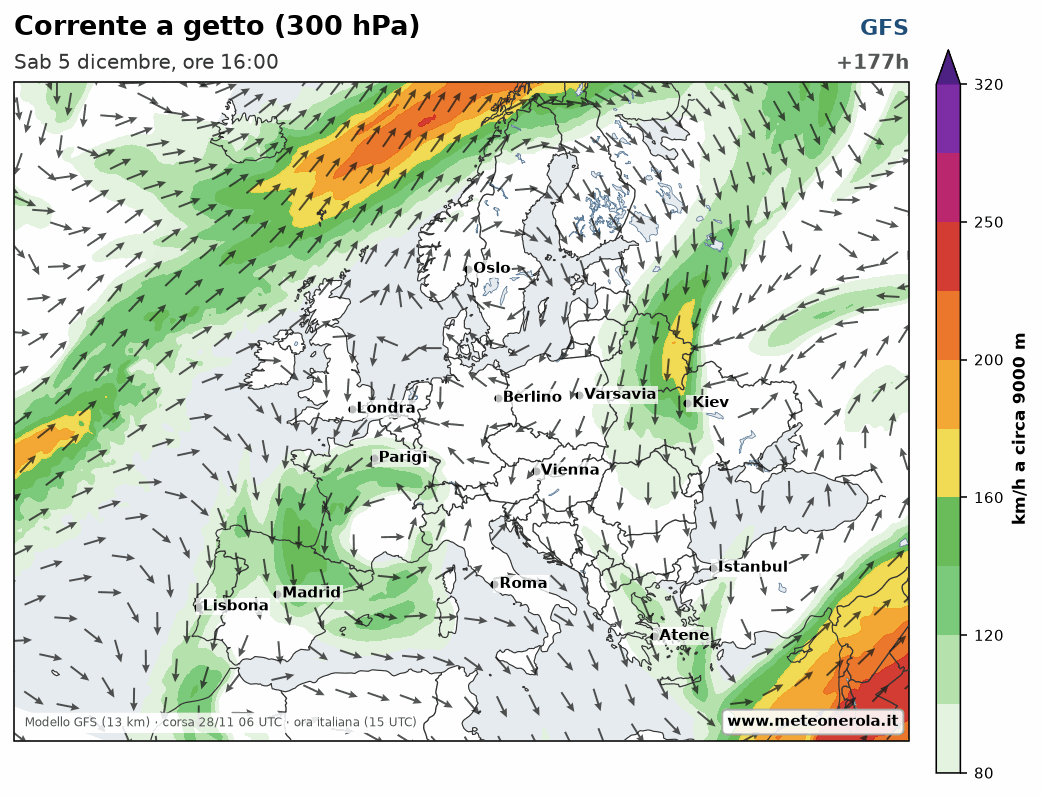 Corrente a getto (300 hPa)
GFS
Sab 5 dicembre, ore 16:00
+177h
320
250
200
160
120
80
km/h a circa 9000 m
Oslo
Berlino
Varsavia
Kiev
Londra
Parigi
Vienna
Istanbul
Roma
Madrid
Lisbona
Atene
Modello GFS (13 km) · corsa 28/11 06 UTC · ora italiana (15 UTC)
www.meteonerola.it